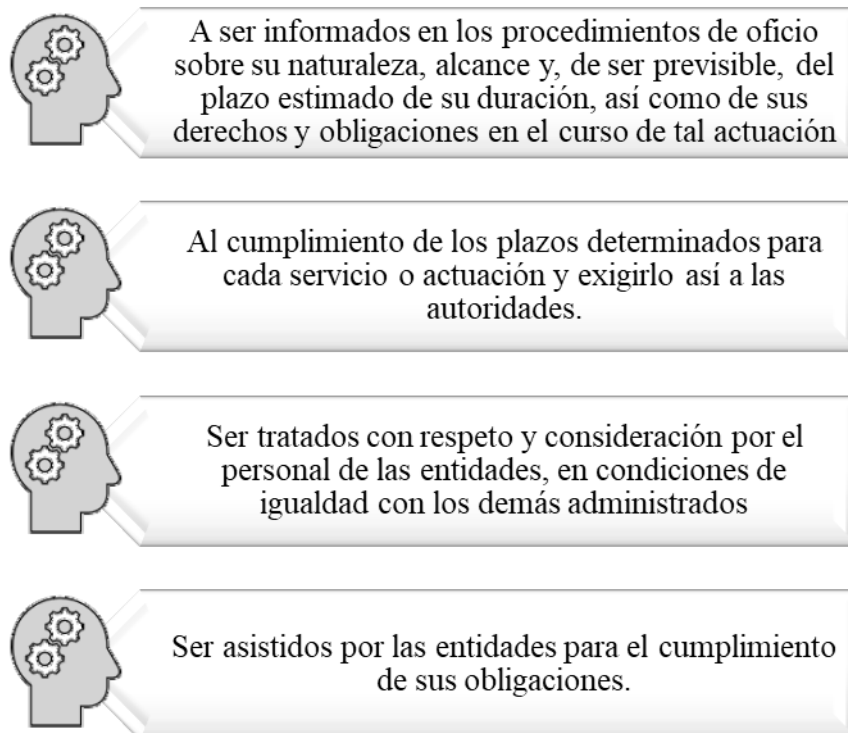 A ser informados en los procedimientos de oficio
sobre su naturaleza, alcance y, de ser previsible, del
plazo estimado de su duración, así como de sus
derechos y obligaciones en el curso de tal actuación
Al cumplimiento de los plazos determinados para
cada servicio o actuación y exigirlo así a las
autoridades.
Ser tratados con respeto y consideración por el
personal de las entidades, en condiciones de
igualdad con los demás administrados
Ser asistidos por las entidades para el cumplimiento
de sus obligaciones.